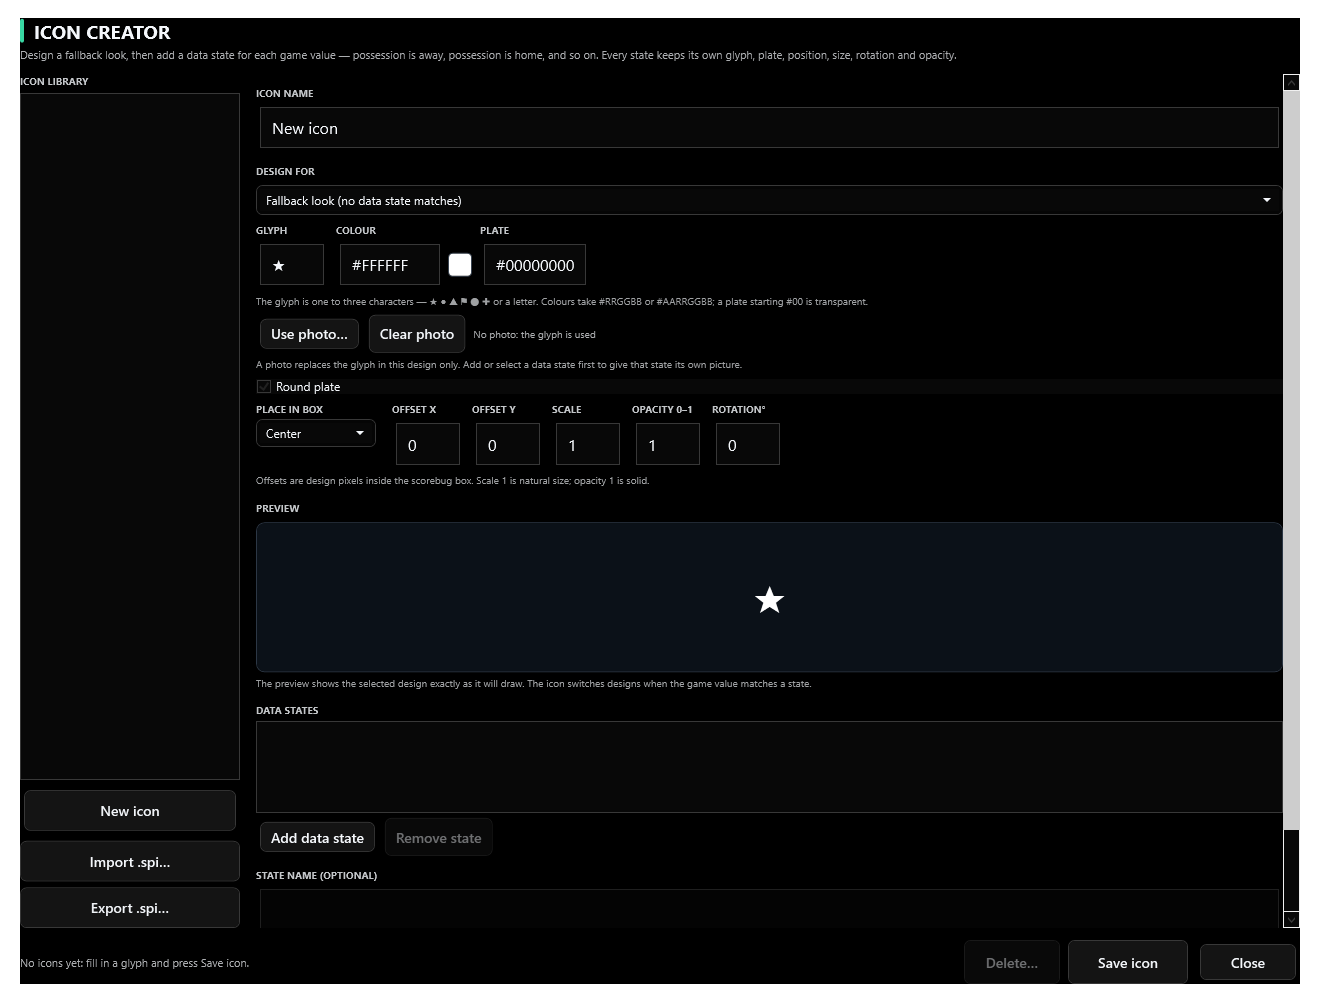 ICON CREATOR
Design a fallback look, then add a data state for each game value — possession is away, possession is home, and so on. Every state keeps its own glyph, plate, position, size, rotation and opacity.
ICON LIBRARY
ICON NAME
New icon
DESIGN FOR
Fallback look (no data state matches)
GLYPH COLOUR PLATE
★ #FFFFFF #00000000
The glyph is one to three characters — ★ ● ▲ ⚑ ⬤ ✚ or a letter. Colours take #RRGGBB or #AARRGGBB; a plate starting #00 is transparent.
Use photo... Clear photo No photo: the glyph is used
A photo replaces the glyph in this design only. Add or select a data state first to give that state its own picture.
Round plate
PLACE IN BOX OFFSET X OFFSET Y SCALE OPACITY 0–1 ROTATION°
Center 0 0 1 1 0
Offsets are design pixels inside the scorebug box. Scale 1 is natural size; opacity 1 is solid.
PREVIEW
★
The preview shows the selected design exactly as it will draw. The icon switches designs when the game value matches a state.
DATA STATES
New icon
Add data state Remove state
Import .spi...
STATE NAME (OPTIONAL)
Export .spi...
No icons yet: fill in a glyph and press Save icon.
Delete... Save icon Close